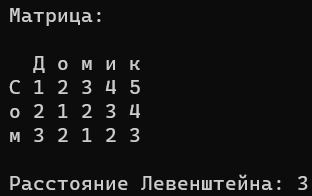 Матрица:
Д о м и к
С 1 2 3 4 5
о 2 1 2 3 4
м 3 2 1 2 3
Расстояние Левенштейна: 3